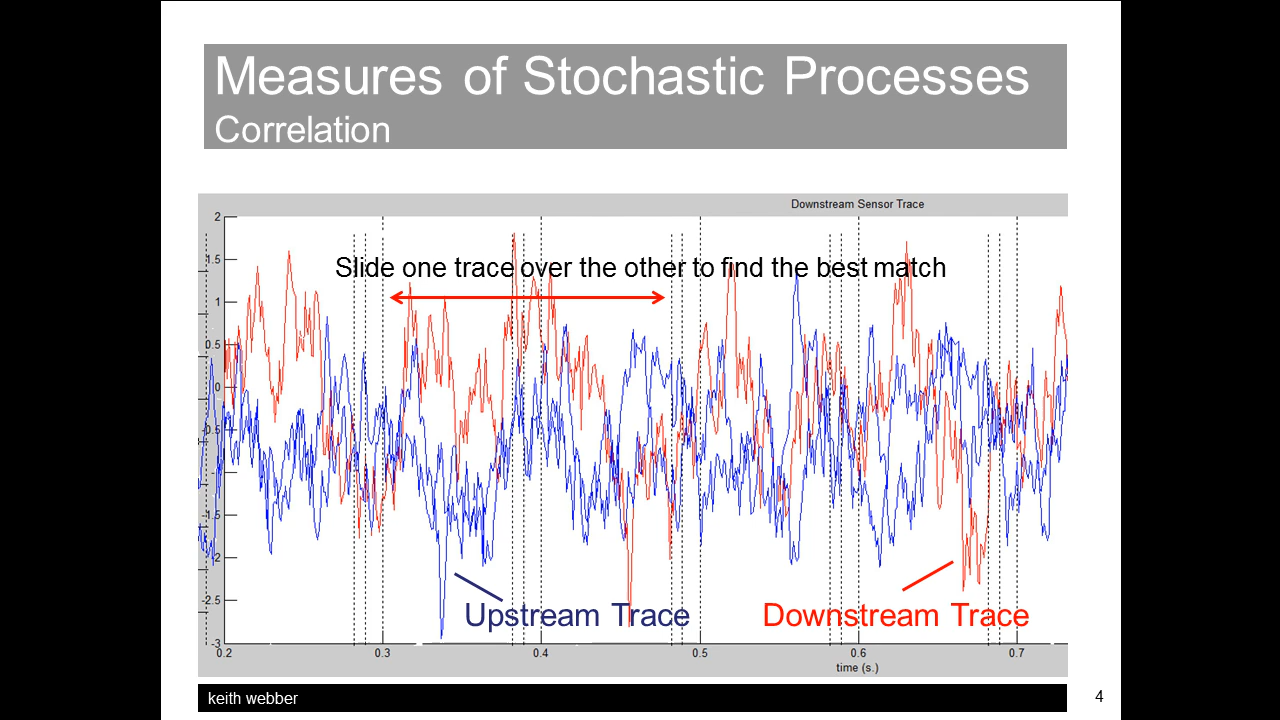 Measures of Stochastic Processes
Correlation
Downstream Sensor Trace
Slide one trace over the other to find the best match
2
1.5
1
0.5
0
-0.5
-1
-1.5
-2
-2.5
-3
Upstream Trace
Downstream Trace
0.2 0.3 0.4 0.5 0.6 0.7
time (s.)
keith webber
4